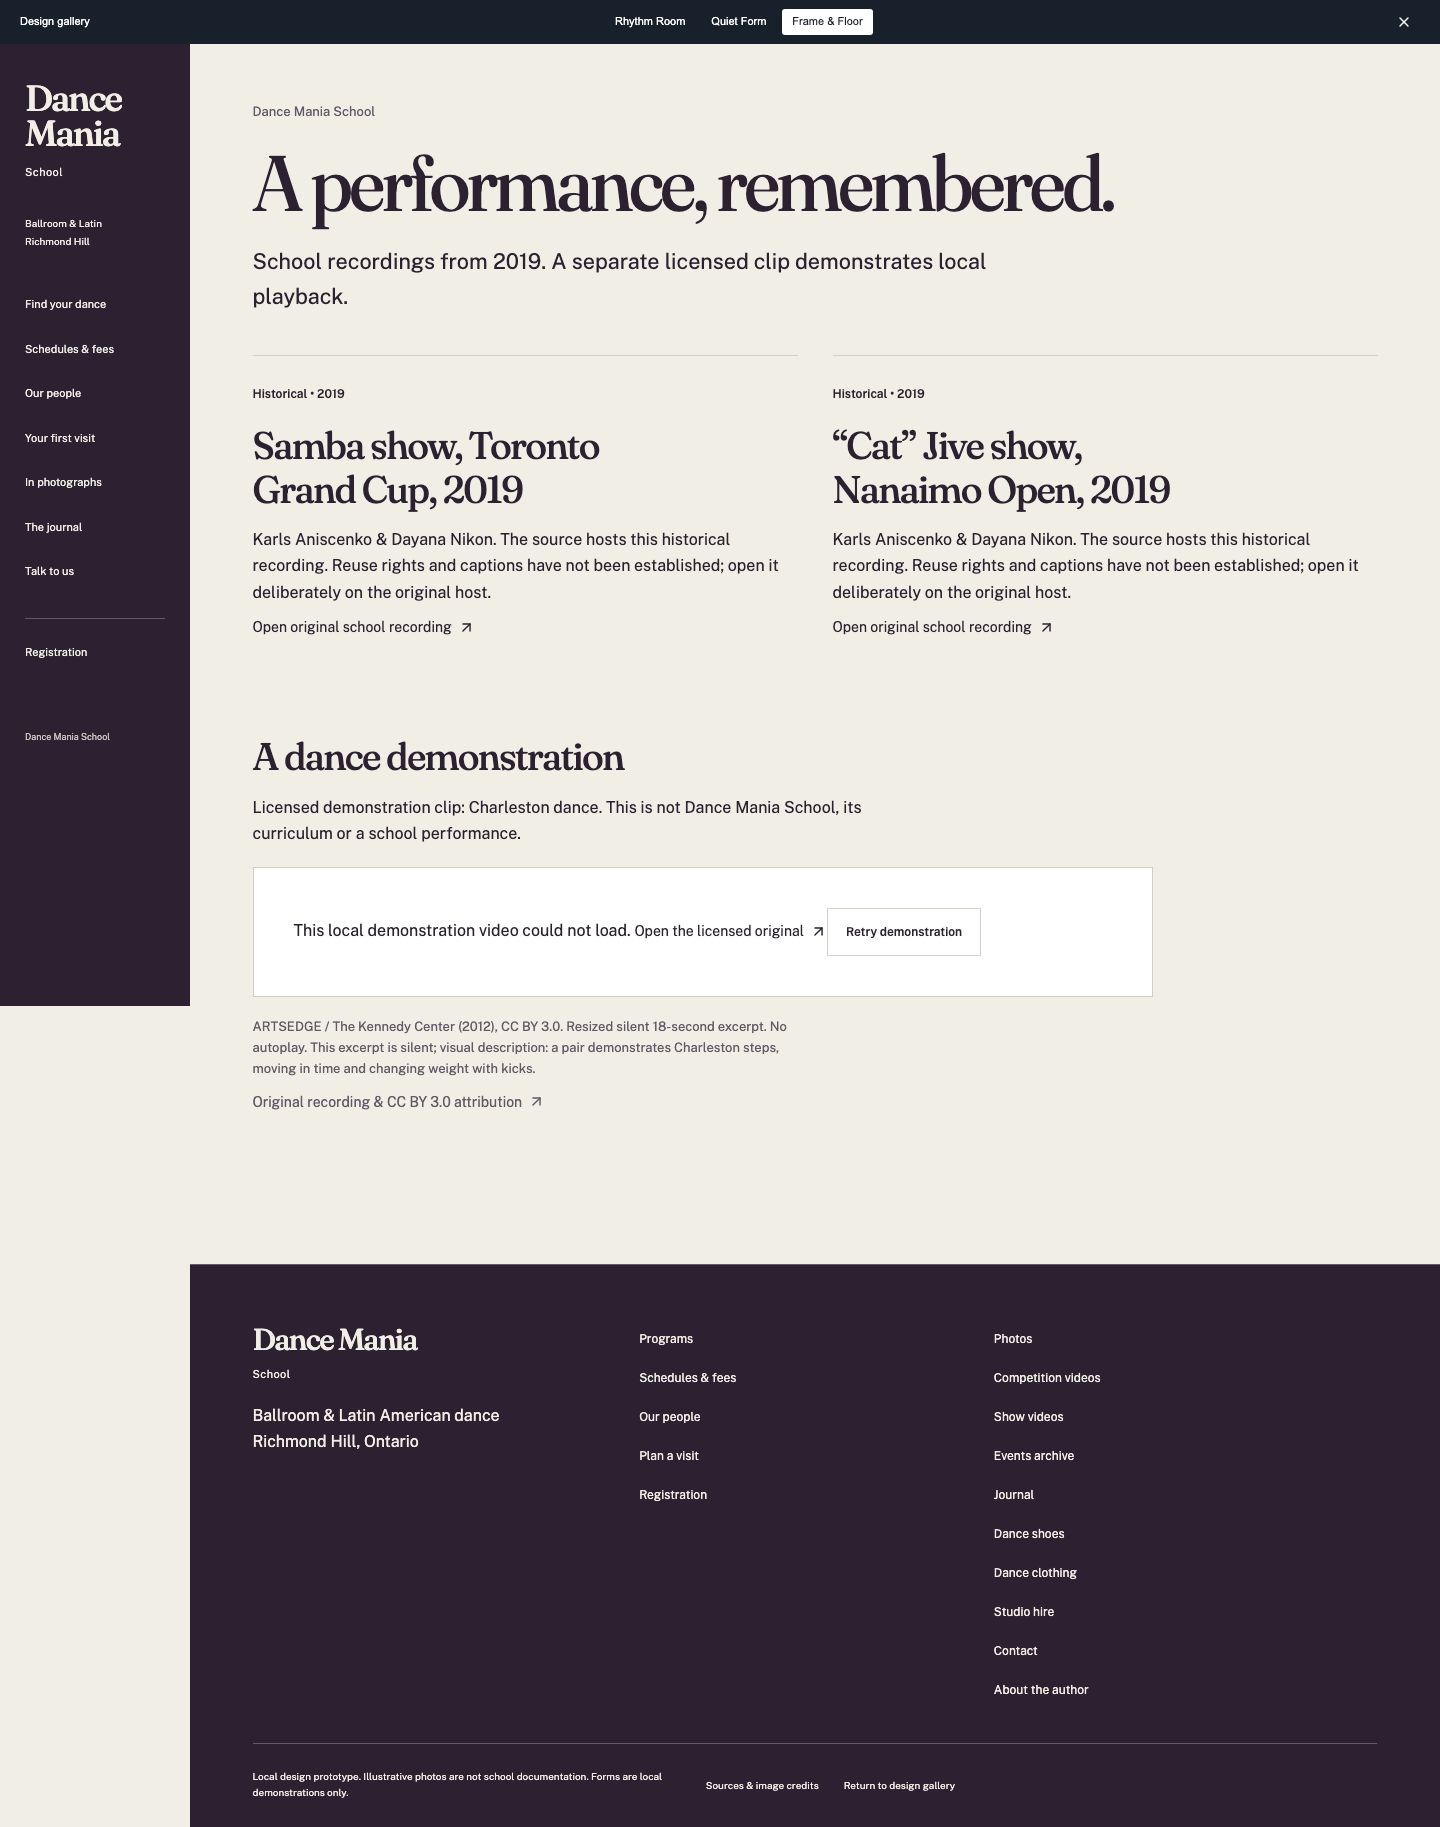 Design gallery
Rhythm Room
Quiet Form
Frame & Floor
Dance
Mania
School
Ballroom & Latin
Richmond Hill
Find your dance
Schedules & fees
Our people
Your first visit
In photographs
The journal
Talk to us
Registration
Dance Mania School
Dance Mania School
A performance, remembered.
School recordings from 2019. A separate licensed clip demonstrates local
playback.
Historical • 2019
Samba show, Toronto
Grand Cup, 2019
Karls Aniscenko & Dayana Nikon. The source hosts this historical
recording. Reuse rights and captions have not been established; open it
deliberately on the original host.
Open original school recording
Historical • 2019
“Cat” Jive show,
Nanaimo Open, 2019
Karls Aniscenko & Dayana Nikon. The source hosts this historical
recording. Reuse rights and captions have not been established; open it
deliberately on the original host.
Open original school recording
A dance demonstration
Licensed demonstration clip: Charleston dance. This is not Dance Mania School, its
curriculum or a school performance.
This local demonstration video could not load. Open the licensed original
Retry demonstration
ARTSEDGE / The Kennedy Center (2012), CC BY 3.0. Resized silent 18-second excerpt. No
autoplay. This excerpt is silent; visual description: a pair demonstrates Charleston steps,
moving in time and changing weight with kicks.
Original recording & CC BY 3.0 attribution
Dance Mania
School
Ballroom & Latin American dance
Richmond Hill, Ontario
Programs
Schedules & fees
Our people
Plan a visit
Registration
Photos
Competition videos
Show videos
Events archive
Journal
Dance shoes
Dance clothing
Studio hire
Contact
About the author
Local design prototype. Illustrative photos are not school documentation. Forms are local
demonstrations only.
Sources & image credits
Return to design gallery